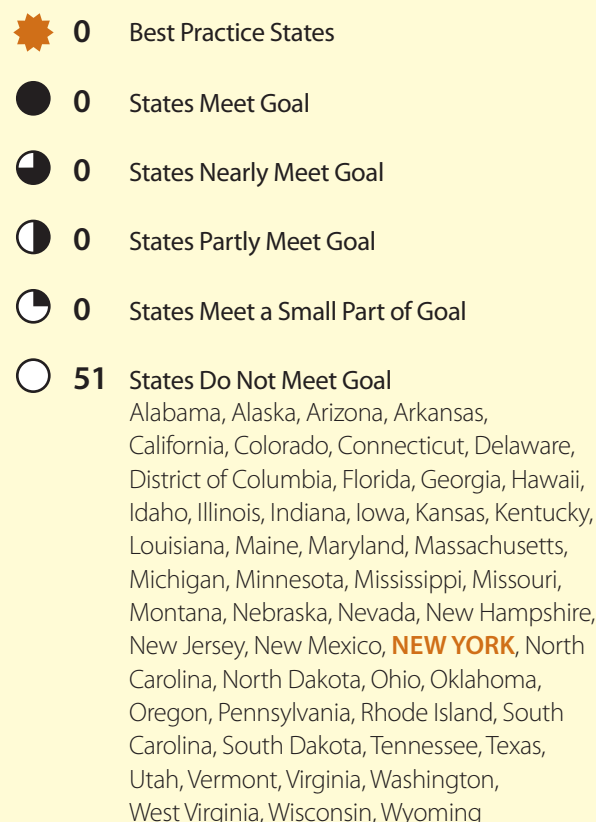 0 Best Practice States
0 States Meet Goal
0 States Nearly Meet Goal
0 States Partly Meet Goal
0 States Meet a Small Part of Goal
51 States Do Not Meet Goal
Alabama, Alaska, Arizona, Arkansas,
California, Colorado, Connecticut, Delaware,
District of Columbia, Florida, Georgia, Hawaii,
Idaho, Illinois, Indiana, Iowa, Kansas, Kentucky,
Louisiana, Maine, Maryland, Massachusetts,
Michigan, Minnesota, Mississippi, Missouri,
Montana, Nebraska, Nevada, New Hampshire,
New Jersey, New Mexico, NEW YORK, North
Carolina, North Dakota, Ohio, Oklahoma,
Oregon, Pennsylvania, Rhode Island, South
Carolina, South Dakota, Tennessee, Texas,
Utah, Vermont, Virginia, Washington,
West Virginia, Wisconsin, Wyoming